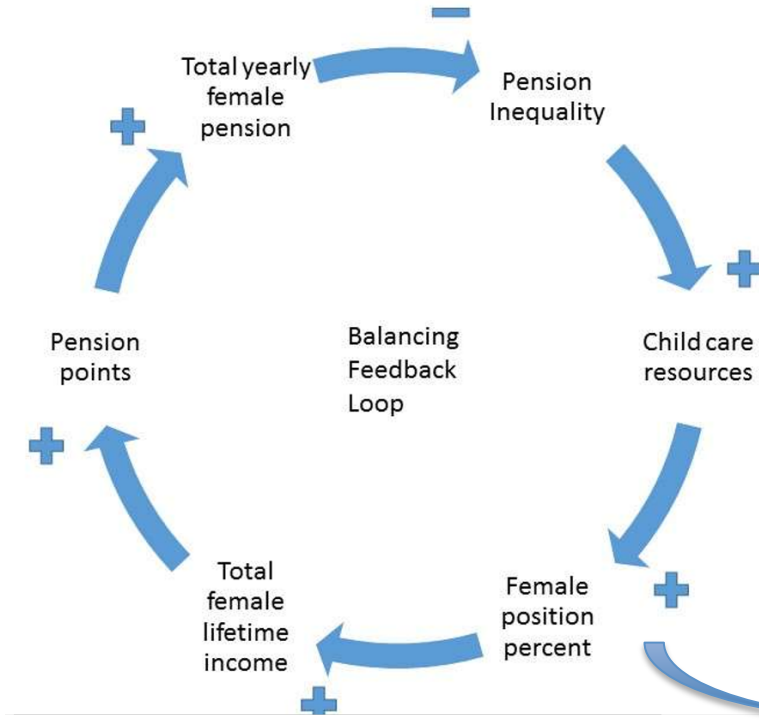 Total yearly
female
pension
Pension
Inequality
Child care
resources
Female
position
percent
Total
female
lifetime
income
Pension
points
Balancing
Feedback
Loop